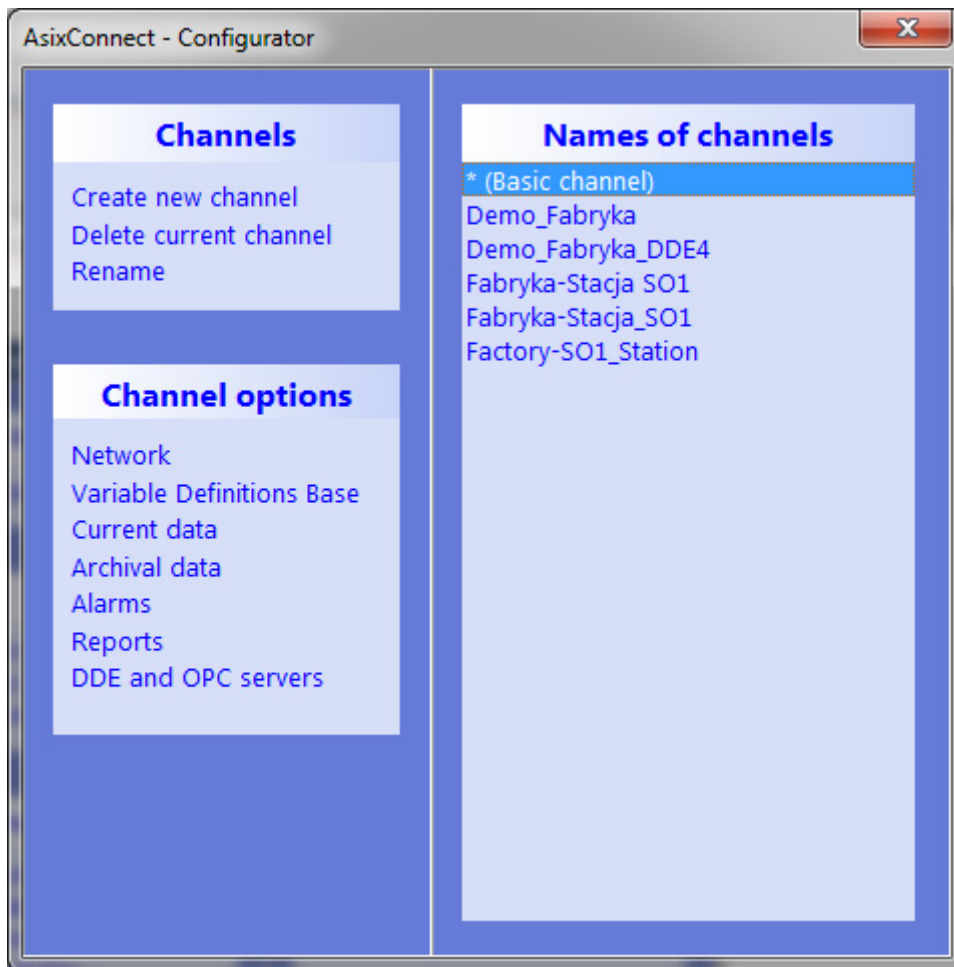 AsixConnect - Configurator
Channels
Create new channel
Delete current channel
Rename
Channel options
Network
Variable Definitions Base
Current data
Archival data
Alarms
Reports
DDE and OPC servers
Names of channels
* (Basic channel)
Demo_Fabryka
Demo_Fabryka_DDE4
Fabryka-Stacja SO1
Fabryka-Stacja_SO1
Factory-SO1_Station